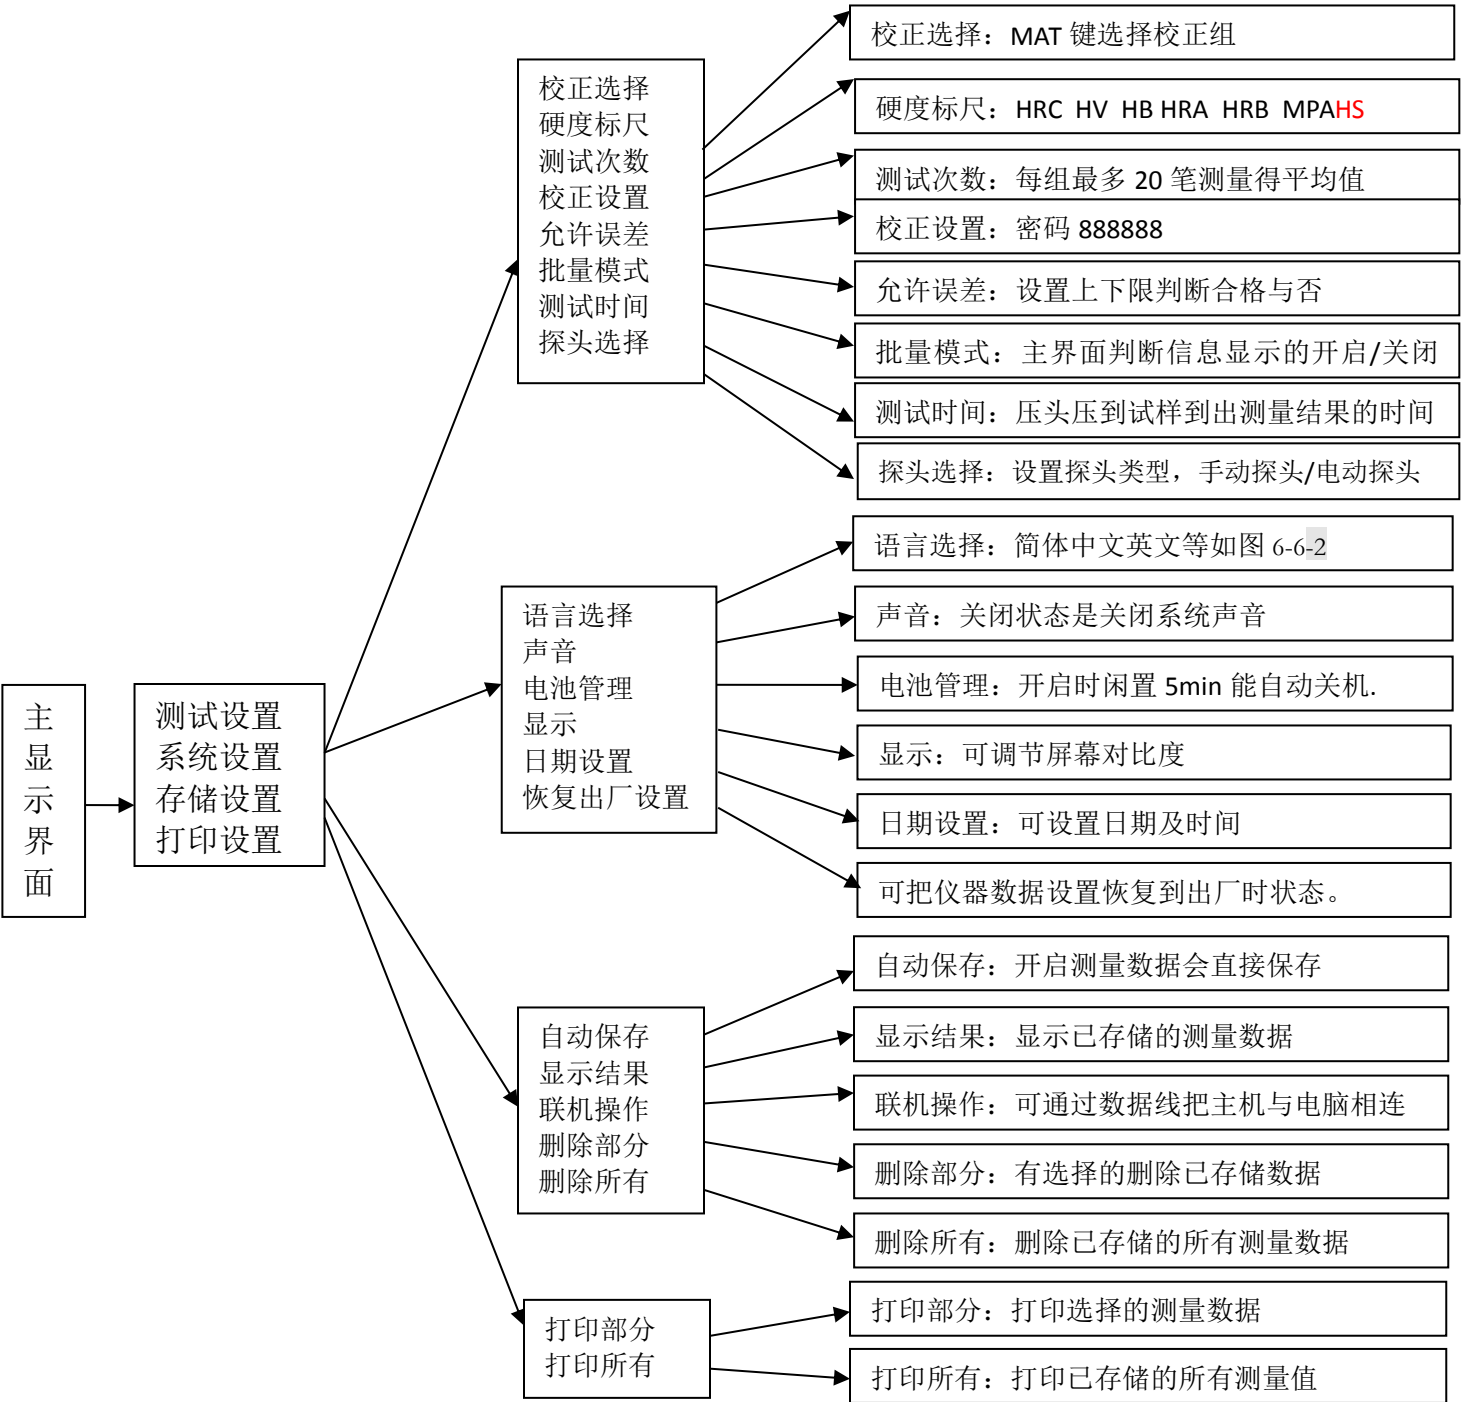 主
显
示
界
面
测试设置
系统设置
存储设置
打印设置
校正选择
硬度标尺
测试次数
校正设置
允许误差
批量模式
测试时间
探头选择
校正选择：MAT 键选择校正组
硬度标尺：HRC HV HB HRA HRB MPAHS
测试次数：每组最多 20 笔测量得平均值
校正设置：密码 888888
允许误差：设置上下限判断合格与否
批量模式：主界面判断信息显示的开启/关闭
测试时间：压头压到试样到出测量结果的时间
探头选择：设置探头类型，手动探头/电动探头
语言选择
声音
电池管理
显示
日期设置
恢复出厂设置
语言选择：简体中文英文等如图 6-6-2
声音：关闭状态是关闭系统声音
电池管理：开启时闲置 5min 能自动关机.
显示：可调节屏幕对比度
日期设置：可设置日期及时间
可把仪器数据设置恢复到出厂时状态。
自动保存
显示结果
联机操作
删除部分
删除所有
自动保存：开启测量数据会直接保存
显示结果：显示已存储的测量数据
联机操作：可通过数据线把主机与电脑相连
删除部分：有选择的删除已存储数据
删除所有：删除已存储的所有测量数据
打印部分
打印所有
打印部分：打印选择的测量数据
打印所有：打印已存储的所有测量值